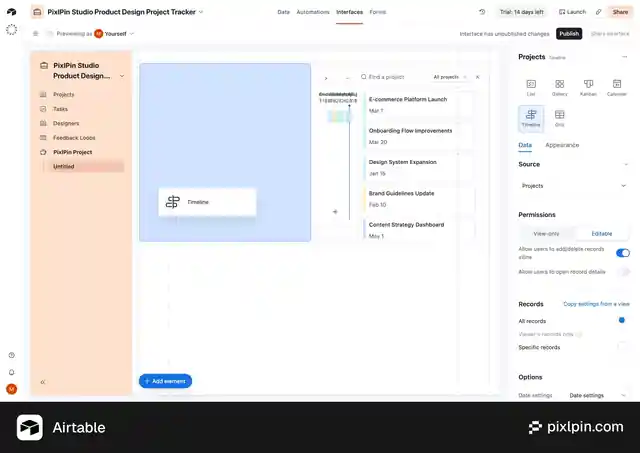 PixlPin Studio Product Design Project Tracker
Data
Automations
Interfaces
Forms
Trial: 14 days left
Launch
Share
Previewing as
Yourself
Interface has unpublished changes
Publish
Share interface
PixlPin Studio
Product Design...
Projects
Tasks
Designers
Feedback Loops
PixlPin Project
Untitled
M
Timeline
Find a project
All projects
E-commerce Platform Launch
Mar 7
Onboarding Flow Improvements
Mar 20
Design System Expansion
Jan 15
Brand Guidelines Update
Feb 10
Content Strategy Dashboard
May 1
+ Add element
Projects
Timeline
List
Gallery
Kanban
Calendar
Timeline
Grid
Data
Appearance
Source
Projects
Permissions
View-only
Editable
Allow users to add/delete records
inline
Allow users to open record details
Records
Copy settings from a view
All records
Viewer's records only
Specific records
Options
Date settings
Date settings
Airtable
pixlpin.com